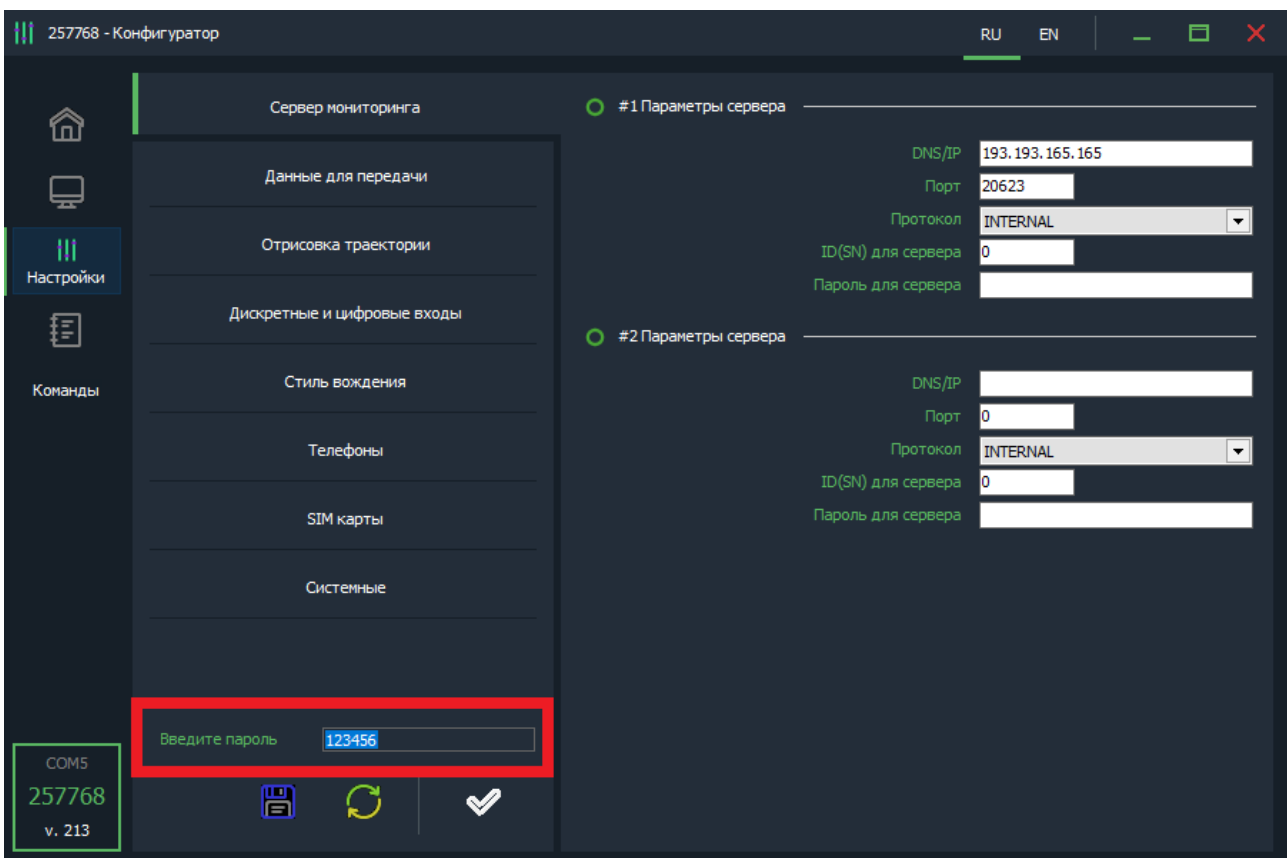 257768 - Конфигуратор
RU
EN
Настройки
Команды
COM5
257768
v. 213
Сервер мониторинга
Данные для передачи
Отрисовка траектории
Дискретные и цифровые входы
Стиль вождения
Телефоны
SIM карты
Системные
Введите пароль 123456
#1 Параметры сервера
DNS/IP 193.193.165.165
Порт 20623
Протокол INTERNAL
ID(SN) для сервера 0
Пароль для сервера
#2 Параметры сервера
DNS/IP
Порт 0
Протокол INTERNAL
ID(SN) для сервера 0
Пароль для сервера